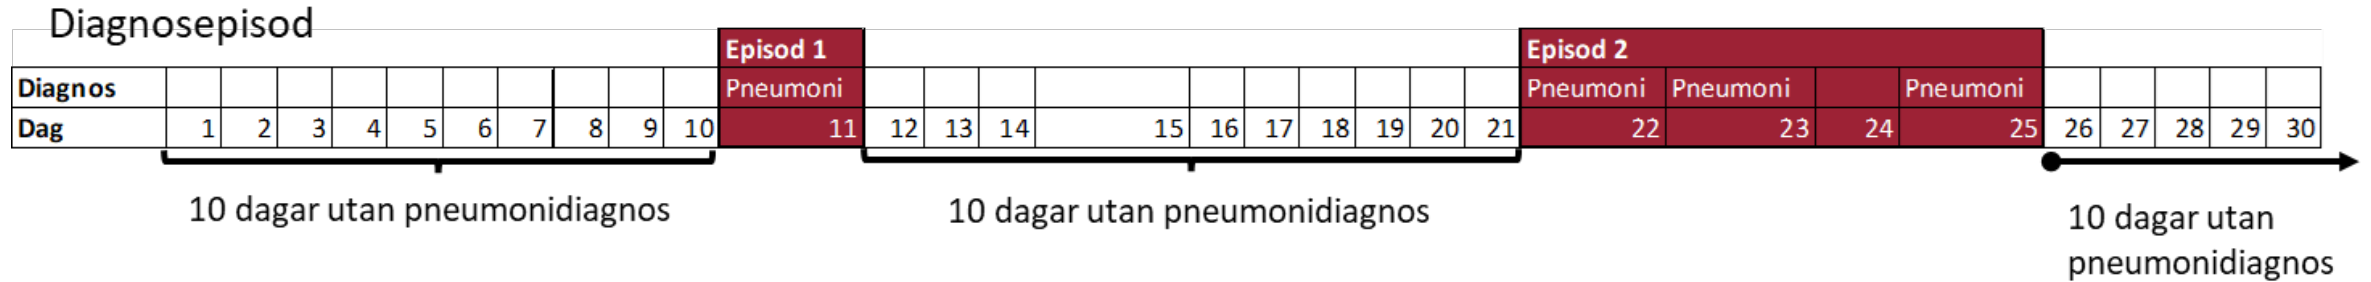 Diagnosepisod
Episod 1 Episod 2
Diagnos Pneumoni Pneumoni Pneumoni Pneumoni
Dag 1 2 3 4 5 6 7 8 9 10 11 12 13 14 15 16 17 18 19 20 21 22 23 24 25 26 27 28 29 30
10 dagar utan pneumonidiagnos
10 dagar utan pneumonidiagnos
10 dagar utan
pneumonidiagnos